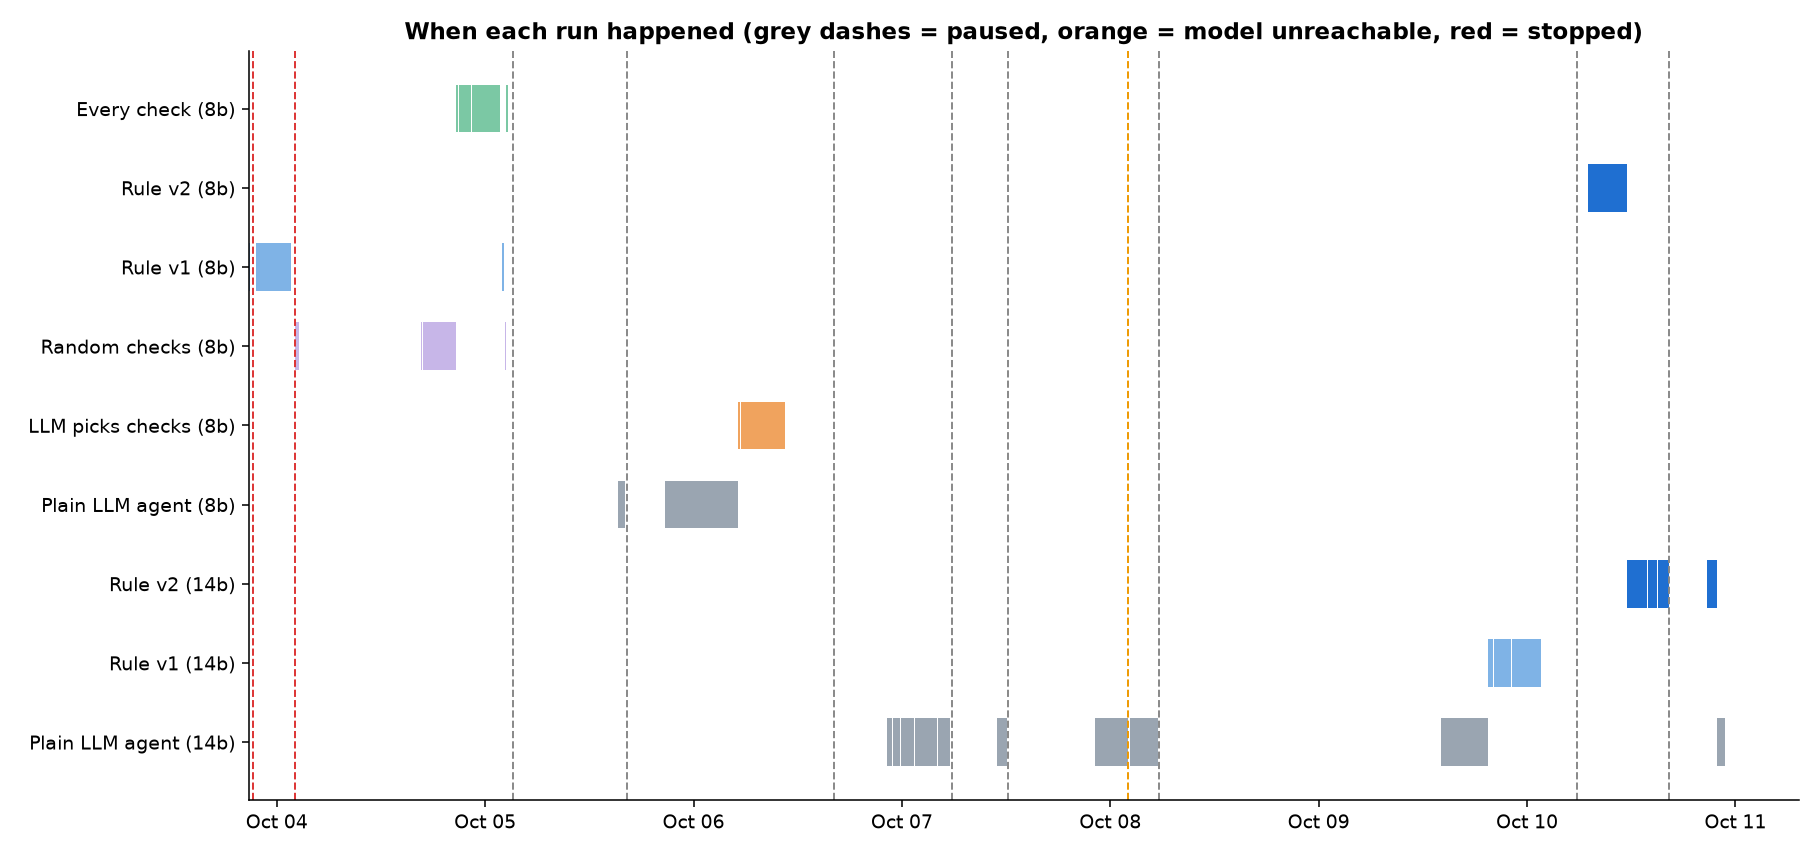 When each run happened (grey dashes = paused, orange = model unreachable, red = stopped)
Every check (8b)
Rule v2 (8b)
Rule v1 (8b)
Random checks (8b)
LLM picks checks (8b)
Plain LLM agent (8b)
Rule v2 (14b)
Rule v1 (14b)
Plain LLM agent (14b)
Oct 04 Oct 05 Oct 06 Oct 07 Oct 08 Oct 09 Oct 10 Oct 11